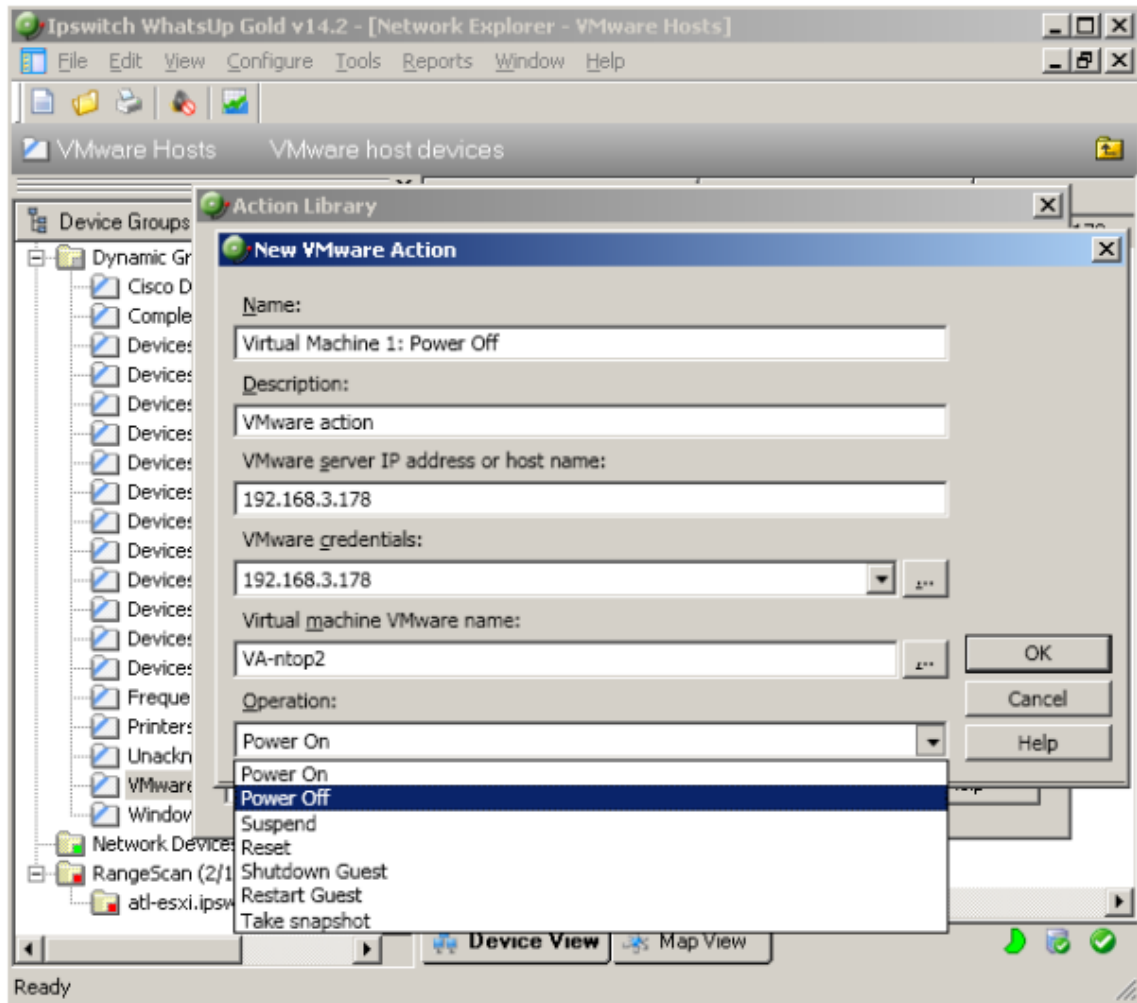 Ipswitch WhatsUp Gold v14.2 - [Network Explorer - VMware Hosts]
File Edit View Configure Tools Reports Window Help
VMware Hosts VMware host devices
Action Library
Device Groups
New VMware Action
Dynamic Gr
Cisco D
Comple
Devices
Devices
Devices
Devices
Devices
Devices
Devices
Devices
Devices
Devices
Devices
Devices
Freque
Printers
Unackn
VMware
Window
Network Devices
RangeScan (2/1
atl-esxi.ipsw
Name:
Virtual Machine 1: Power Off
Description:
VMware action
VMware server IP address or host name:
192.168.3.178
VMware credentials:
192.168.3.178
...
Virtual machine VMware name:
VA-ntop2
...
OK
Operation:
Cancel
Power On
Help
Power On
Power Off
Suspend
Reset
Shutdown Guest
Restart Guest
Take snapshot
Device View Map View
Ready